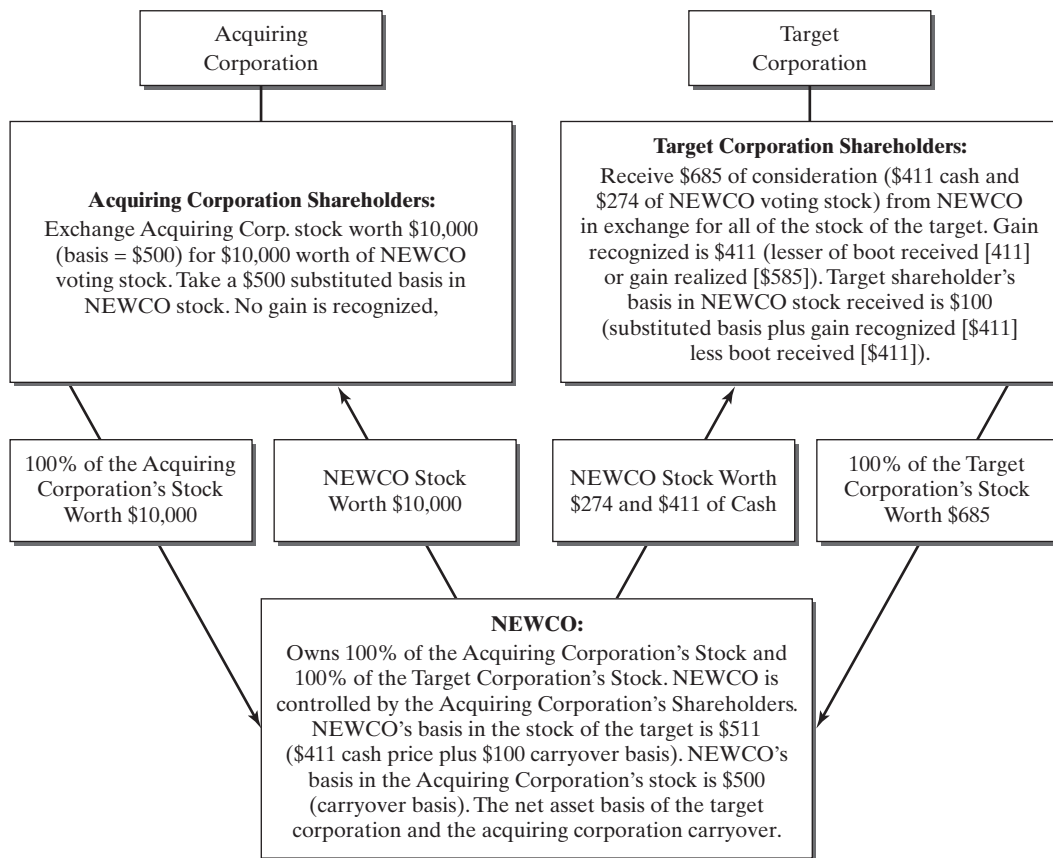 Acquiring
Corporation
Target
Corporation
Acquiring Corporation Shareholders:
Exchange Acquiring Corp. stock worth $10,000
(basis = $500) for $10,000 worth of NEWCO
voting stock. Take a $500 substituted basis in
NEWCO stock. No gain is recognized,
Target Corporation Shareholders:
Receive $685 of consideration ($411 cash and
$274 of NEWCO voting stock) from NEWCO
in exchange for all of the stock of the target. Gain
recognized is $411 (lesser of boot received [411]
or gain realized [$585]). Target shareholder's
basis in NEWCO stock received is $100
(substituted basis plus gain recognized [$411]
less boot received [$411]).
100% of the Acquiring
Corporation's Stock
Worth $10,000
NEWCO Stock
Worth $10,000
NEWCO Stock Worth
$274 and $411 of Cash
100% of the Target
Corporation's Stock
Worth $685
NEWCO:
Owns 100% of the Acquiring Corporation's Stock and
100% of the Target Corporation's Stock. NEWCO is
controlled by the Acquiring Corporation's Shareholders.
NEWCO's basis in the stock of the target is $511
($411 cash price plus $100 carryover basis). NEWCO's
basis in the Acquiring Corporation's stock is $500
(carryover basis). The net asset basis of the target
corporation and the acquiring corporation carryover.